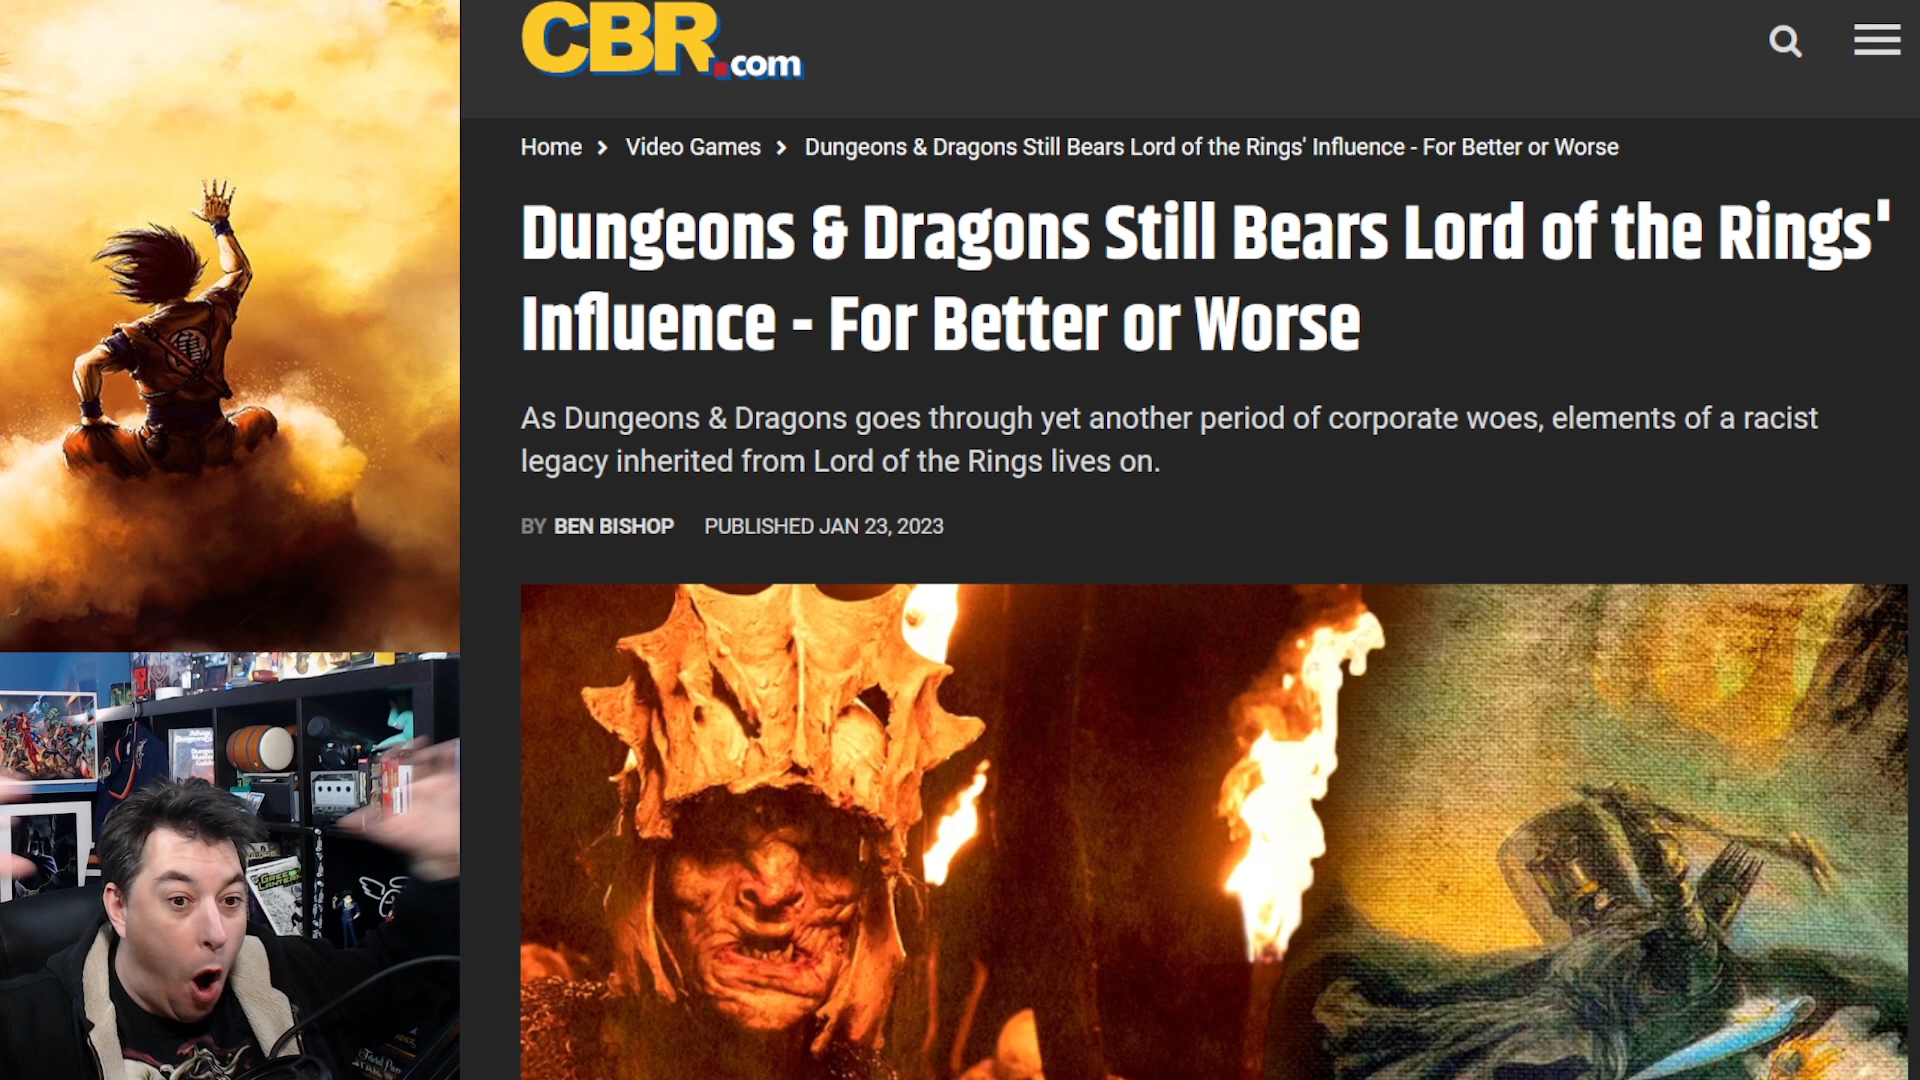 CBR.com
Home > Video Games > Dungeons & Dragons Still Bears Lord of the Rings' Influence - For Better or Worse
Dungeons & Dragons Still Bears Lord of the Rings'
Influence - For Better or Worse
As Dungeons & Dragons goes through yet another period of corporate woes, elements of a racist
legacy inherited from Lord of the Rings lives on.
BY BEN BISHOP PUBLISHED JAN 23, 2023
GREEN
LANTERN